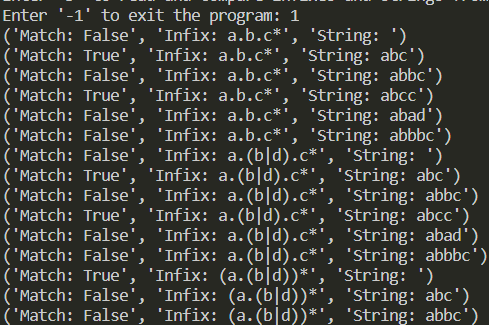 Enter '-1' to exit the program: 1
('Match: False', 'Infix: a.b.c*', 'String: ')
('Match: True', 'Infix: a.b.c*', 'String: abc')
('Match: False', 'Infix: a.b.c*', 'String: abbc')
('Match: True', 'Infix: a.b.c*', 'String: abcc')
('Match: False', 'Infix: a.b.c*', 'String: abad')
('Match: False', 'Infix: a.b.c*', 'String: abbbc')
('Match: False', 'Infix: a.(b|d).c*', 'String: ')
('Match: True', 'Infix: a.(b|d).c*', 'String: abc')
('Match: False', 'Infix: a.(b|d).c*', 'String: abbc')
('Match: True', 'Infix: a.(b|d).c*', 'String: abcc')
('Match: False', 'Infix: a.(b|d).c*', 'String: abad')
('Match: False', 'Infix: a.(b|d).c*', 'String: abbbc')
('Match: True', 'Infix: (a.(b|d))*', 'String: ')
('Match: False', 'Infix: (a.(b|d))*', 'String: abc')
('Match: False', 'Infix: (a.(b|d))*', 'String: abbc')